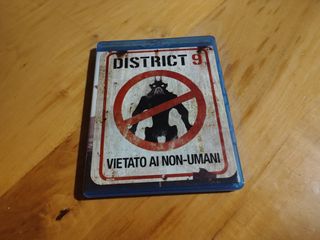 DISTRICT 9
VIETATO AI NON-UMANI